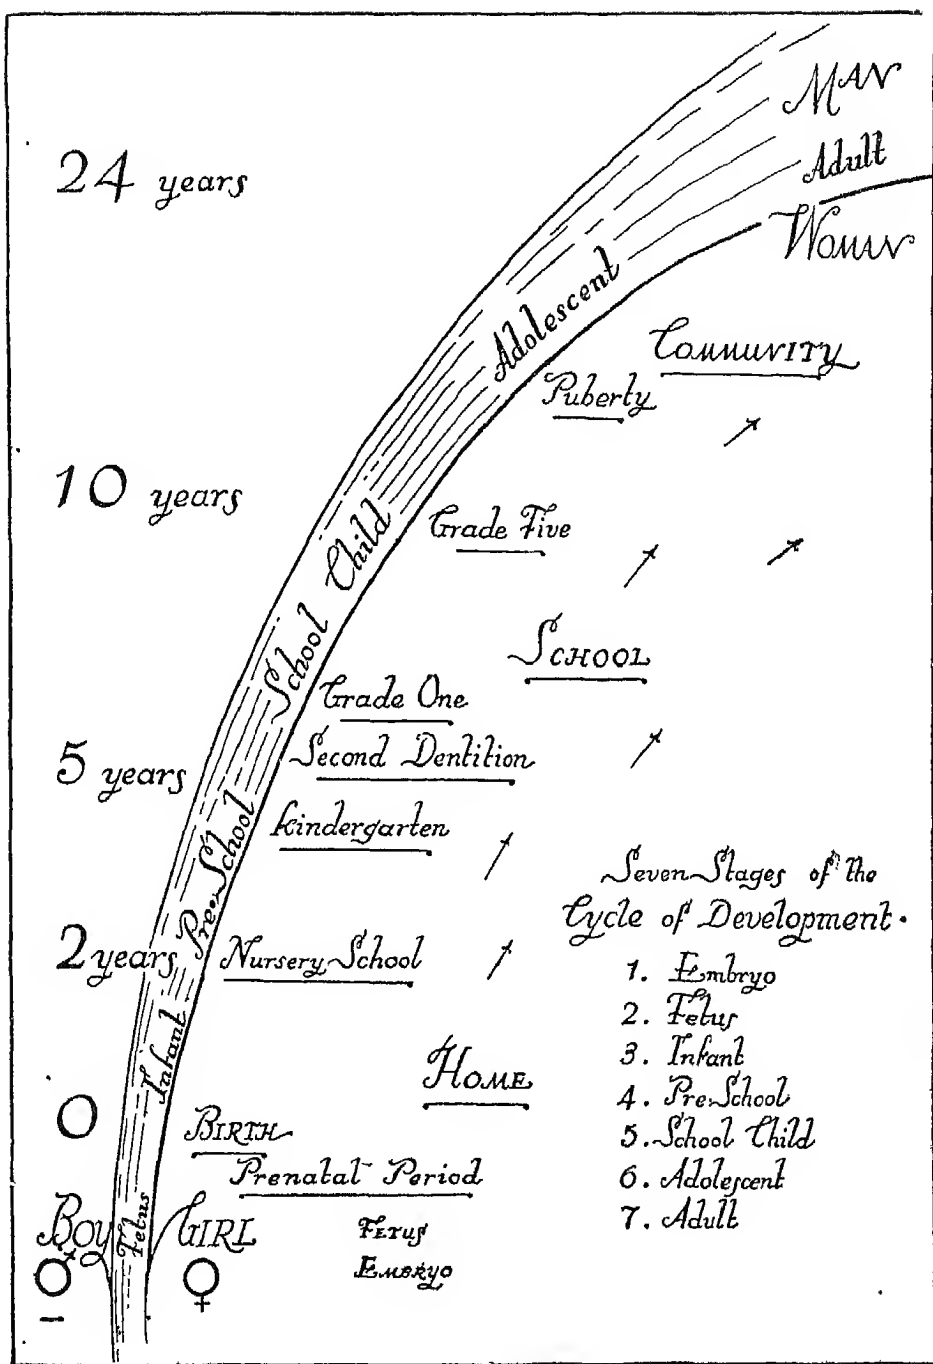 MAN
24 years
Adult
WOMAN
Adolescent
COMMUNITY
Puberty
10 years
School Child
Grade Five
SCHOOL
Grade One
Second Dentition
5 years
Pre-School
Kindergarten
Seven Stages of the
Cycle of Development.
2 years
Nursery School
1. Embryo
2. Fetus
3. Infant
4. Pre-School
5. School Child
6. Adolescent
7. Adult
Infant
HOME
0
BIRTH
Prenatal Period
Fetus
BOY
GIRL
FETUS
EMBRYO
♂
♀
–